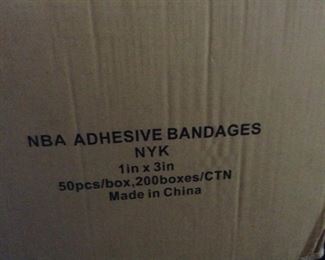 NBA ADHESIVE BANDAGES
NYK
1in x 3in
50pcs/box,200boxes/CTN
Made in China